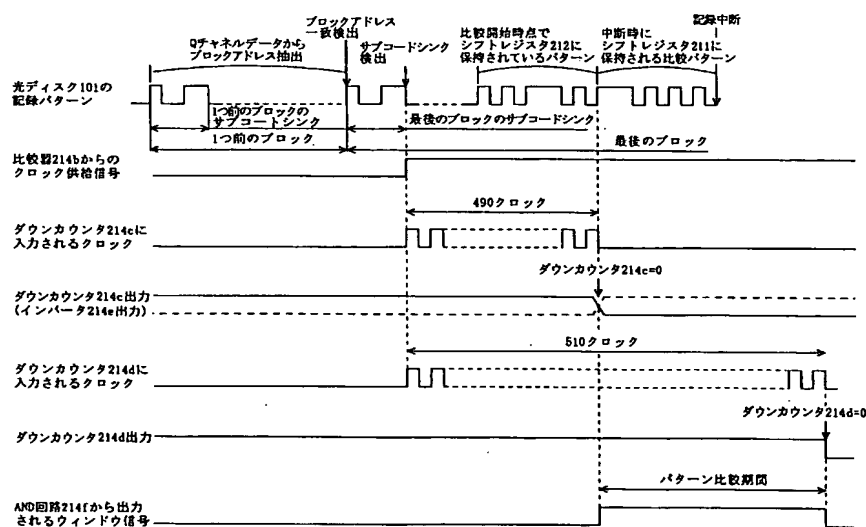 ブロックアドレス
一致検出
記録中断
Qチャネルデータから
ブロックアドレス抽出
サブコードシンク
検出
比較開始時点で
シフトレジスタ212に
保持されているパターン
中断時に
シフトレジスタ211に
保持される比較パターン
光ディスク101の
記録パターン
1つ前のブロックの
サブコートシンク
最後のブロックのサブコードシンク
1つ前のブロック
最後のブロック
比較器214bからの
クロック供給信号
490クロック
ダウンカウンタ214cに
入力されるクロック
ダウンカウンタ214c=0
ダウンカウンタ214c出力
(インバータ214e出力)
510クロック
ダウンカウンタ214dに
入力されるクロック
ダウンカウンタ214d=0
ダウンカウンタ214d出力
パターン比較期間
AND回路214fから出力
されるウィンドウ信号